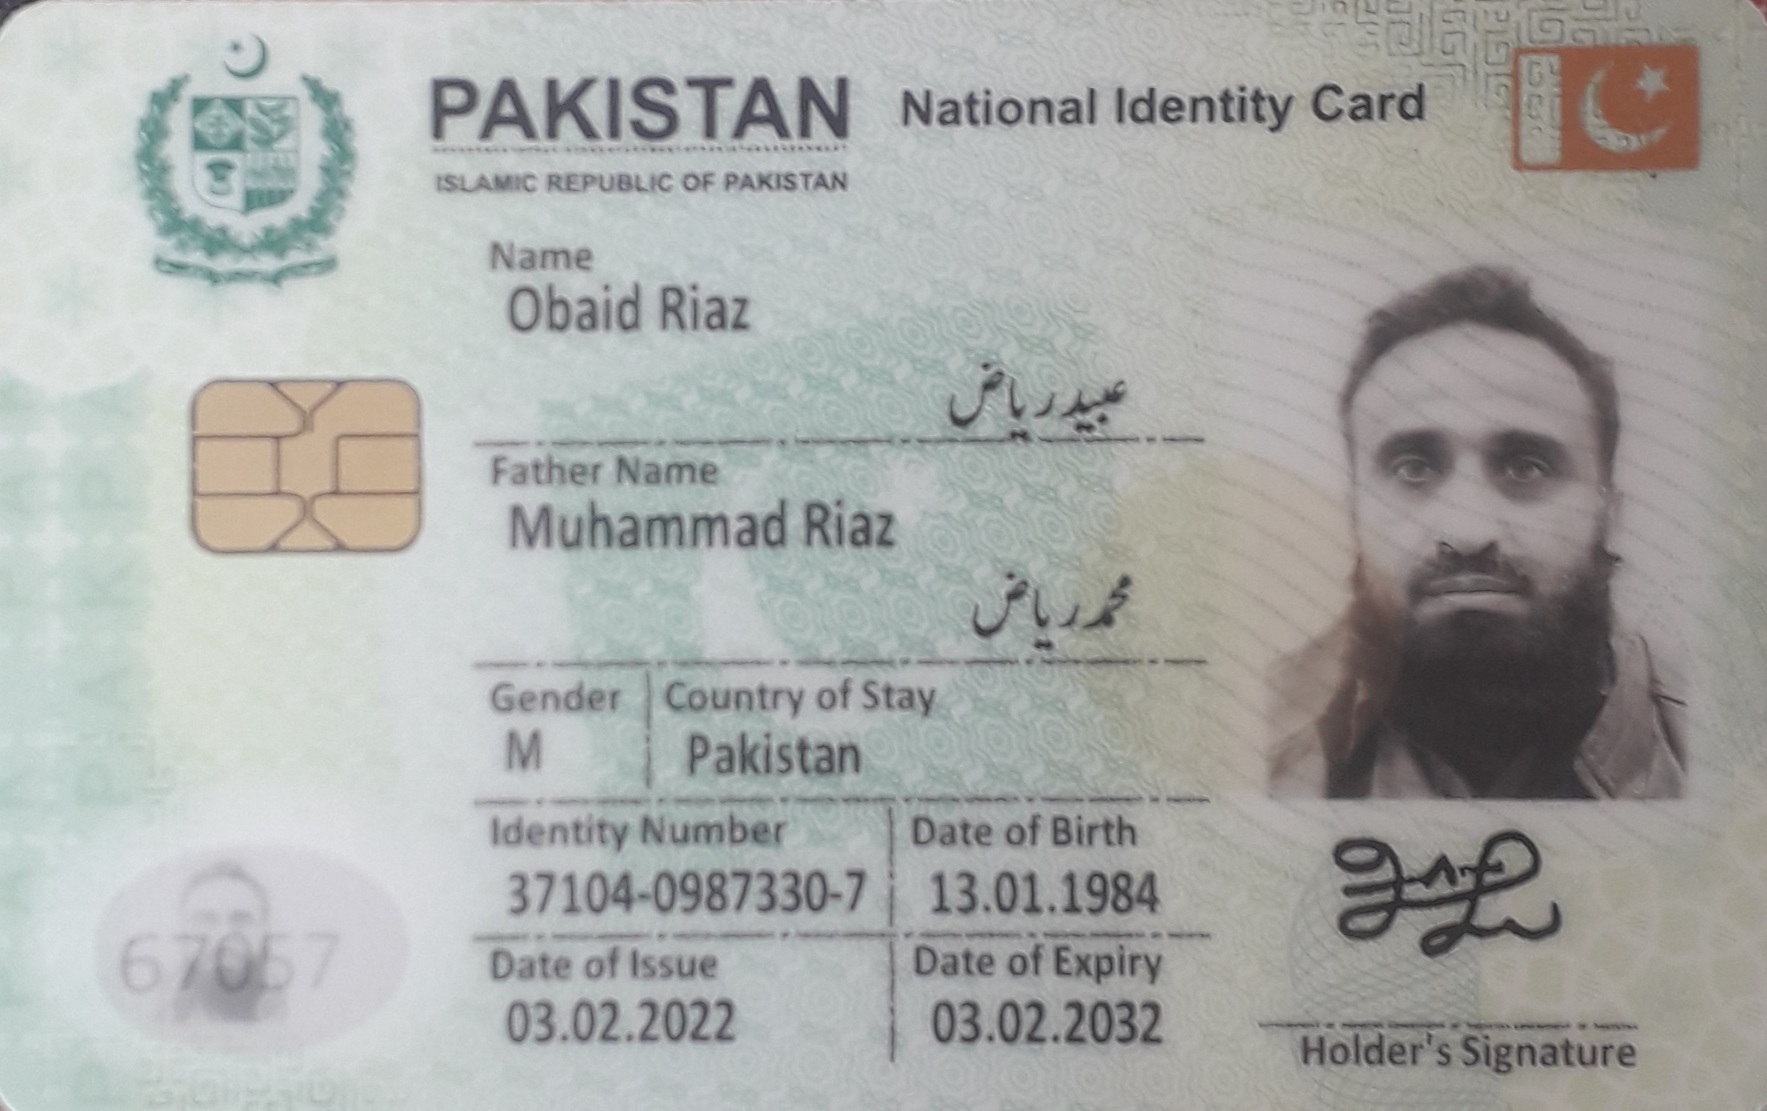 PAKISTAN National Identity Card
ISLAMIC REPUBLIC OF PAKISTAN
Name
Obaid Riaz
عبید ریاض
Father Name
Muhammad Riaz
محمد ریاض
Gender Country of Stay
M Pakistan
Identity Number Date of Birth
37104-0987330-7 13.01.1984
Date of Issue Date of Expiry
03.02.2022 03.02.2032
67057
Holder's Signature